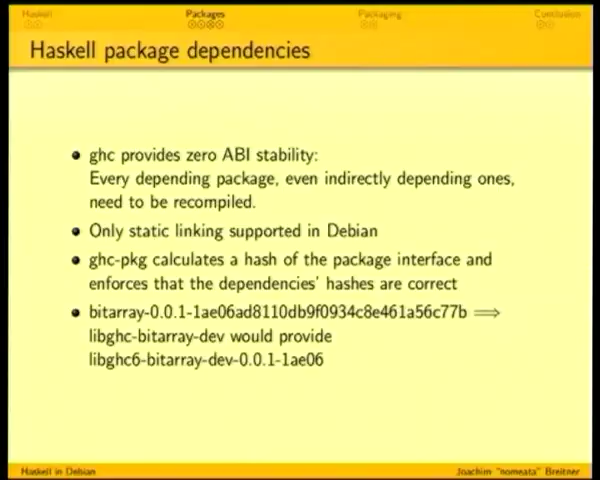 Haskell Packages Packaging Conclusion
Haskell package dependencies
ghc provides zero ABI stability:
Every depending package, even indirectly depending ones,
need to be recompiled.
Only static linking supported in Debian
ghc-pkg calculates a hash of the package interface and
enforces that the dependencies' hashes are correct
bitarray-0.0.1-1ae06ad8110db9f0934c8e461a56c77b ⟹
libghc-bitarray-dev would provide
libghc6-bitarray-dev-0.0.1-1ae06
Haskell in Debian Joachim "nomeata" Breitner